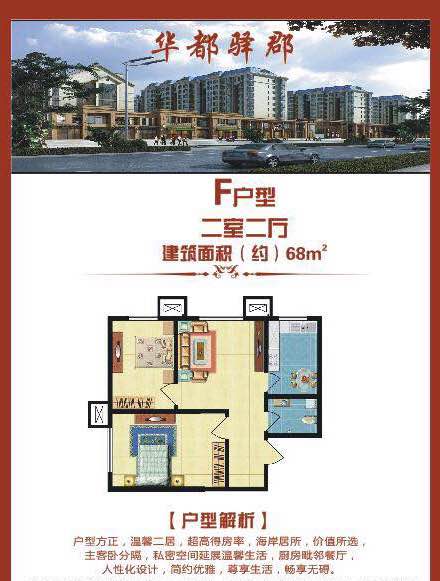 华都驿郡
F户型
二室二厅
建筑面积（约）68m²
【户型解析】
户型方正，温馨二居，超高得房率，海岸居所，价值所选，
主客卧分隔，私密空间延展温馨生活，厨房毗邻餐厅，
人性化设计，简约优雅，尊享生活，畅享无碍。